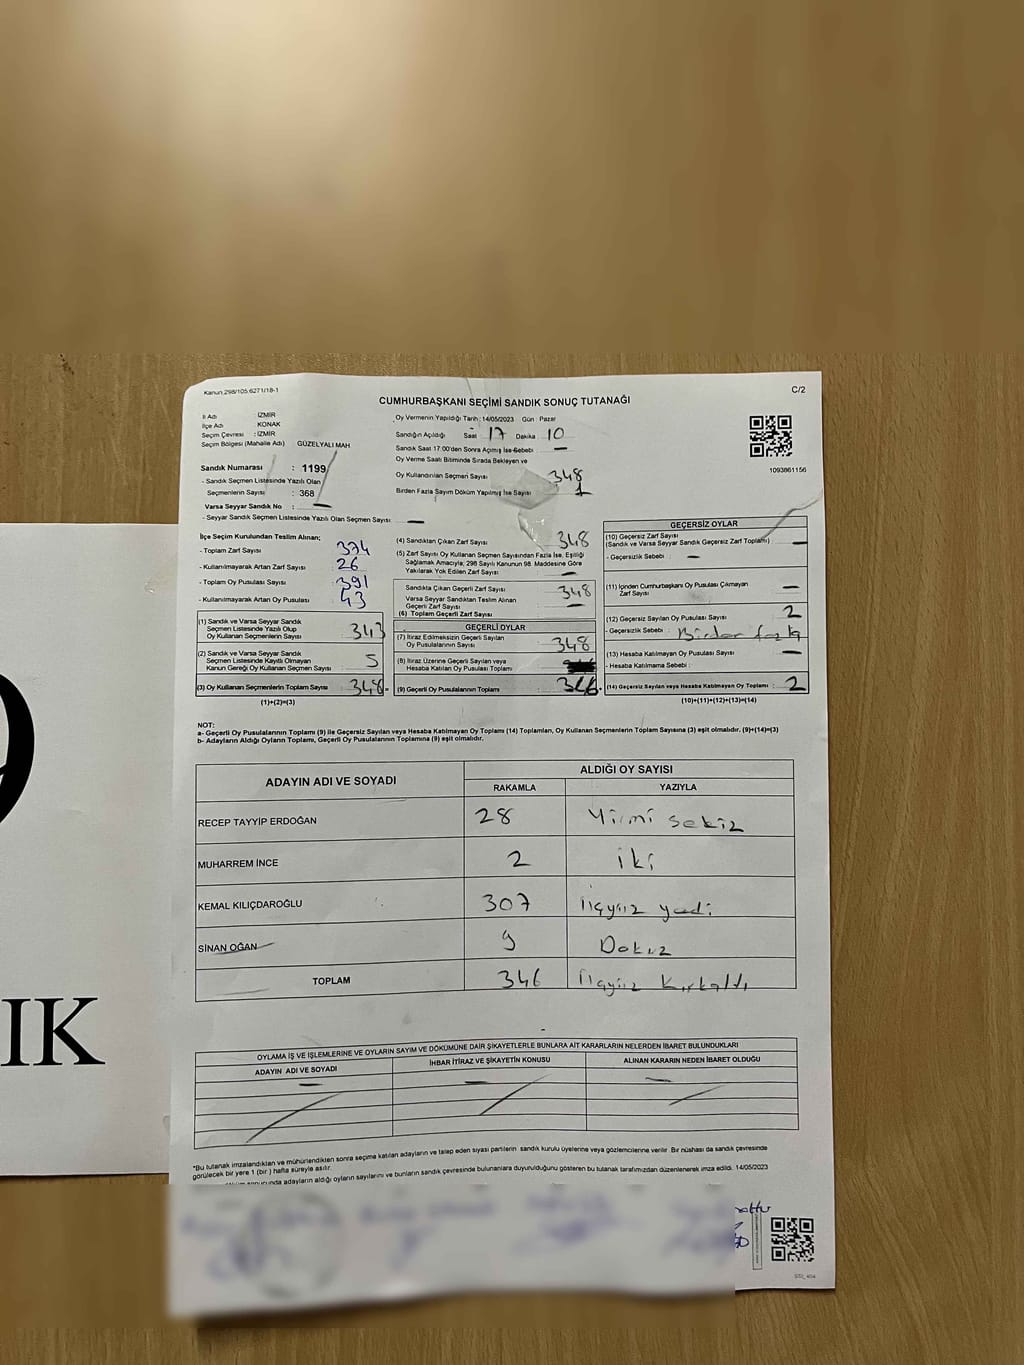 Kanun 298/105.6271/18-1
C/2
CUMHURBAŞKANI SEÇİMİ SANDIK SONUÇ TUTANAĞI
İl Adı : İZMİR
İlçe Adı : KONAK
Seçim Çevresi : İZMİR
Seçim Bölgesi (Mahalle Adı) GÜZELYALI MAH
Sandık Numarası : 1199
- Sandık Seçmen Listesinde Yazılı Olan
Seçmenlerin Sayısı : 368
Varsa Seyyar Sandık No : —
- Seyyar Sandık Seçmen Listesinde Yazılı Olan Seçmen Sayısı : —
Oy Vermenin Yapıldığı Tarih: 14/05/2023 Gün : Pazar
Sandığın Açıldığı Saat 17 Dakika 10
Sandık Saat 17:00'den Sonra Açılmış İse Sebebi : —
Oy Verme Saati Bitiminde Sırada Bekleyen ve
Oy Kullandırılan Seçmen Sayısı : 348
Birden Fazla Sayım Döküm Yapılmış İse Sayısı : 1
1093861156
İlçe Seçim Kurulundan Teslim Alınan;
- Toplam Zarf Sayısı : 374
- Kullanılmayarak Artan Zarf Sayısı : 26
- Toplam Oy Pusulası Sayısı : 391
- Kullanılmayarak Artan Oy Pusulası : 43
(1) Sandık ve Varsa Seyyar Sandık
Seçmen Listesinde Yazılı Olup
Oy Kullanan Seçmenlerin Sayısı : 343
(2) Sandık ve Varsa Seyyar Sandık
Seçmen Listesinde Kayıtlı Olmayan
Kanun Gereği Oy Kullanan Seçmen Sayısı : 5
(3) Oy Kullanan Seçmenlerin Toplam Sayısı : 348
(1)+(2)=(3)
(4) Sandıktan Çıkan Zarf Sayısı : 348
(5) Zarf Sayısı Oy Kullanan Seçmen Sayısından Fazla İse, Eşitliği
Sağlamak Amacıyla; 298 Sayılı Kanunun 98. Maddesine Göre
Yakılarak Yok Edilen Zarf Sayısı : —
Sandıkta Çıkan Geçerli Zarf Sayısı : 348
Varsa Seyyar Sandıktan Teslim Alınan
Geçerli Zarf Sayısı : —
(6) Toplam Geçerli Zarf Sayısı
GEÇERLİ OYLAR
(7) İtiraz Edilmeksizin Geçerli Sayılan
Oy Pusulasının Sayısı : 348
(8) İtiraz Üzerine Geçerli Sayılan veya
Hesaba Katılan Oy Pusulası Sayısı :
(9) Geçerli Oy Pusulalarının Toplamı : 346
GEÇERSİZ OYLAR
(10) Geçersiz Zarf Sayısı
(Sandık ve Varsa Seyyar Sandık Geçersiz Zarf Toplamı) : —
- Geçersizlik Sebebi : —
(11) İçinden Cumhurbaşkanı Oy Pusulası Çıkmayan
Zarf Sayısı : —
(12) Geçersiz Sayılan Oy Pusulası Sayısı : 2
- Geçersizlik Sebebi : Birden fazla
(13) Hesaba Katılmayan Oy Pusulası Sayısı : —
- Hesaba Katılmama Sebebi :
(14) Geçersiz Sayılan veya Hesaba Katılmayan Oy Toplamı : 2
(10)+(11)+(12)+(13)=(14)
NOT:
a- Geçerli Oy Pusulalarının Toplamı (9) ile Geçersiz Sayılan veya Hesaba Katılmayan Oy Toplamı (14) Toplamları, Oy Kullanan Seçmenlerin Toplam Sayısına (3) eşit olmalıdır. (9)+(14)=(3)
b- Adayların Aldığı Oyların Toplamı, Geçerli Oy Pusulalarının Toplamına (9) eşit olmalıdır.
ADAYIN ADI VE SOYADI ALDIĞI OY SAYISI
RAKAMLA YAZIYLA
RECEP TAYYİP ERDOĞAN 28 Yirmi sekiz
MUHARREM İNCE 2 iki
KEMAL KILIÇDAROĞLU 307 üçyüz yedi
SİNAN OĞAN 9 Dokuz
TOPLAM 346 üçyüz kırkaltı
OYLAMA İŞ VE İŞLEMLERİNE VE OYLARIN SAYIM VE DÖKÜMÜNE DAİR ŞİKAYETLERLE BUNLARA AİT KARARLARIN NELERDEN İBARET BULUNDUKLARI
ADAYIN ADI VE SOYADI İHBAR İTİRAZ VE ŞİKAYETİN KONUSU ALINAN KARARIN NEDEN İBARET OLDUĞU
*Bu tutanak imzalandıktan ve mühürlendikten sonra seçime katılan adayların ve talep eden siyasi partilerin sandık kurulu üyelerine veya gözlemcilerine verilir. Bir nüshası da sandık çevresinde
görülecek bir yere 1 (bir) hafta süreyle asılır.
sonucunda adayların aldığı oyların sayılarını ve bunların sandık çevresinde bulunanlara duyurulduğunu gösteren bu tutanak tarafımızdan düzenlenerek imza edildi. 14/05/2023
IK